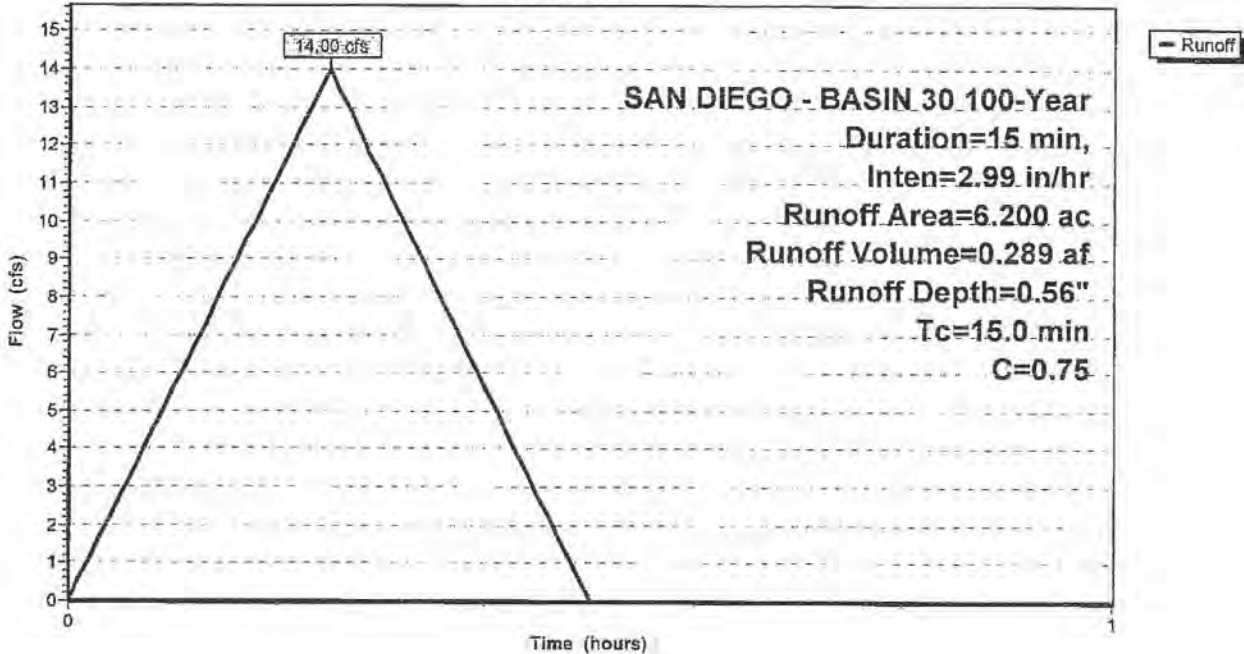 15
14
13
12
11
10
9
8
7
6
5
4
3
2
1
0
Flow (cfs)
14.00 cfs
Runoff
SAN DIEGO - BASIN 30 100-Year
Duration=15 min,
Inten=2.99 in/hr
Runoff Area=6.200 ac
Runoff Volume=0.289 af
Runoff Depth=0.56"
Tc=15.0 min
C=0.75
0
1
Time (hours)